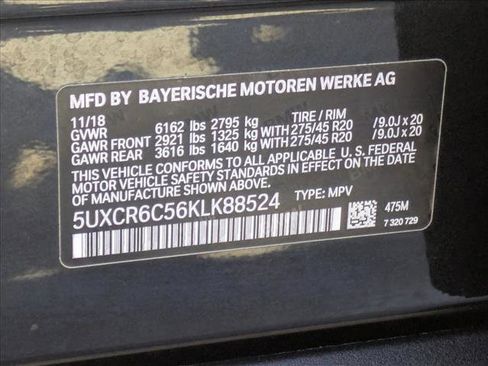 MFD BY BAYERISCHE MOTOREN WERKE AG
11/18
GVWR 6162 lbs 2795 kg TIRE / RIM
GAWR FRONT 2921 lbs 1325 kg WITH 275/45 R20 /9.0J x 20
GAWR REAR 3616 lbs 1640 kg WITH 275/45 R20 /9.0J x 20
THIS VEHICLE CONFORMS TO ALL APPLICABLE U. S. FEDERAL
MOTOR VEHICLE SAFETY STANDARDS IN EFFECT ON THE
DATE OF MANUFACTURE SHOWN ABOVE.
5UXCR6C56KLK88524 TYPE: MPV
475M
7 320 729